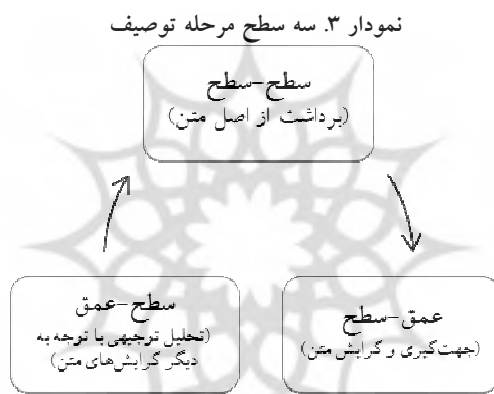 نمودار ۳. سه سطح مرحله توصیف
سطح-سطح
(برداشت از اصل متن)
عمق-سطح
(جهت‌گیری و گرایش متن)
سطح-عمق
(تحلیل توجیهی با توجه به
دیگر گرایش‌های متن)